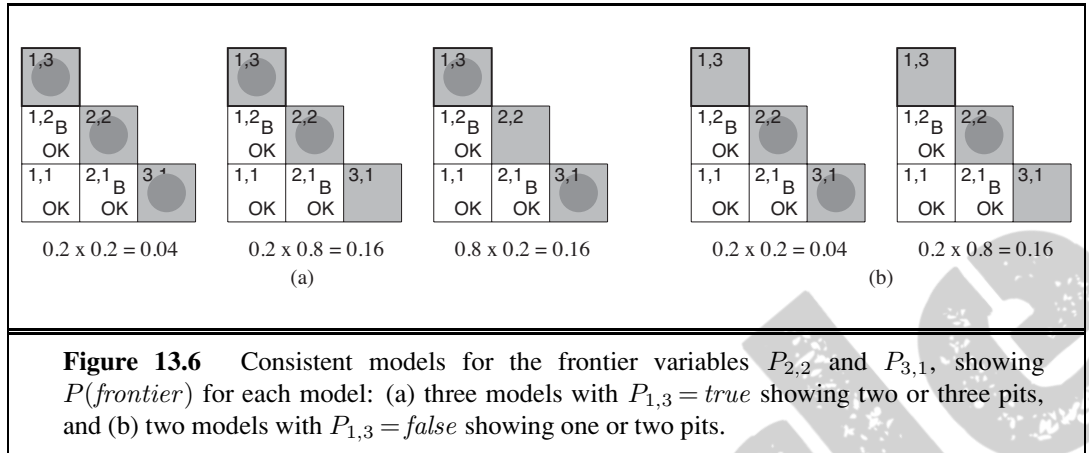 1,3 1,3 1,3 1,3 1,3
1,2 B 2,2 1,2 B 2,2 1,2 B 2,2 1,2 B 2,2 1,2 B 2,2
OK OK OK OK OK
1,1 2,1 B 3,1 1,1 2,1 B 3,1 1,1 2,1 B 3,1 1,1 2,1 B 3,1 1,1 2,1 B 3,1
OK OK OK OK OK OK OK OK OK OK
0.2 x 0.2 = 0.04 0.2 x 0.8 = 0.16 0.8 x 0.2 = 0.16 0.2 x 0.2 = 0.04 0.2 x 0.8 = 0.16
(a) (b)
Figure 13.6 Consistent models for the frontier variables P2,2 and P3,1, showing
P(frontier) for each model: (a) three models with P1,3 = true showing two or three pits,
and (b) two models with P1,3 = false showing one or two pits.